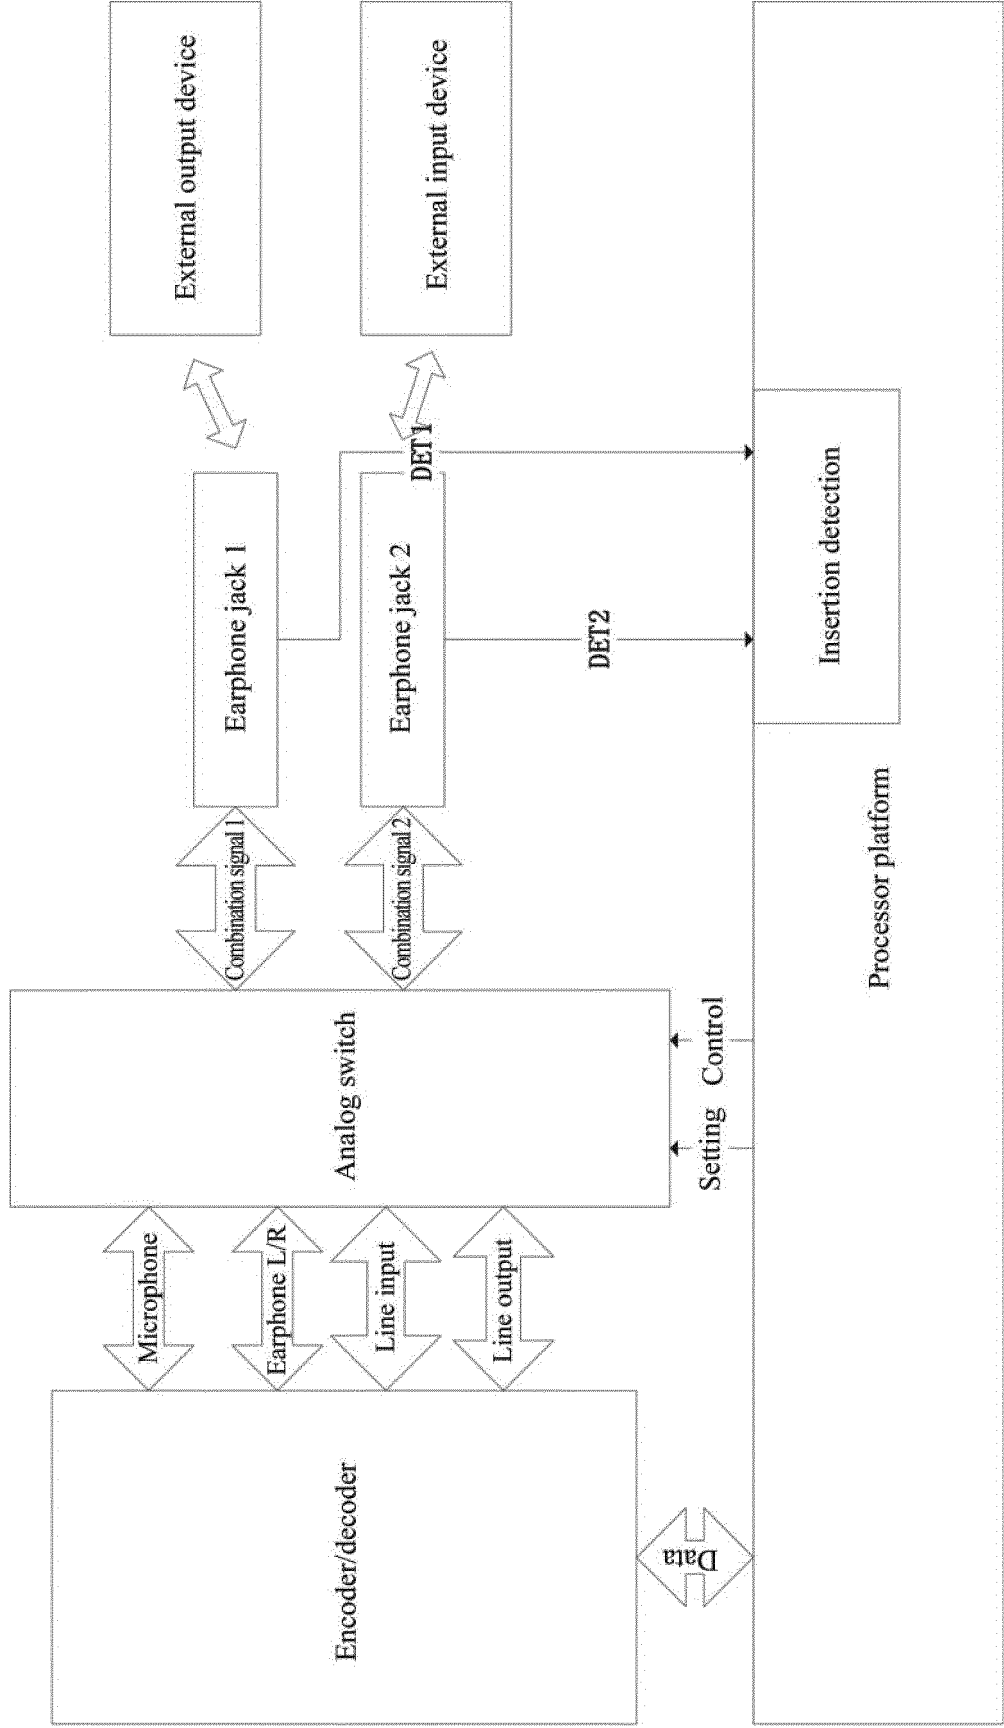 Encoder/decoder
Microphone
Earphone L/R
Line input
Line output
Data
Analog switch
Setting
Control
Combination signal 1
Combination signal 2
Earphone jack 1
Earphone jack 2
DET1
DET2
External output device
External input device
Insertion detection
Processor platform